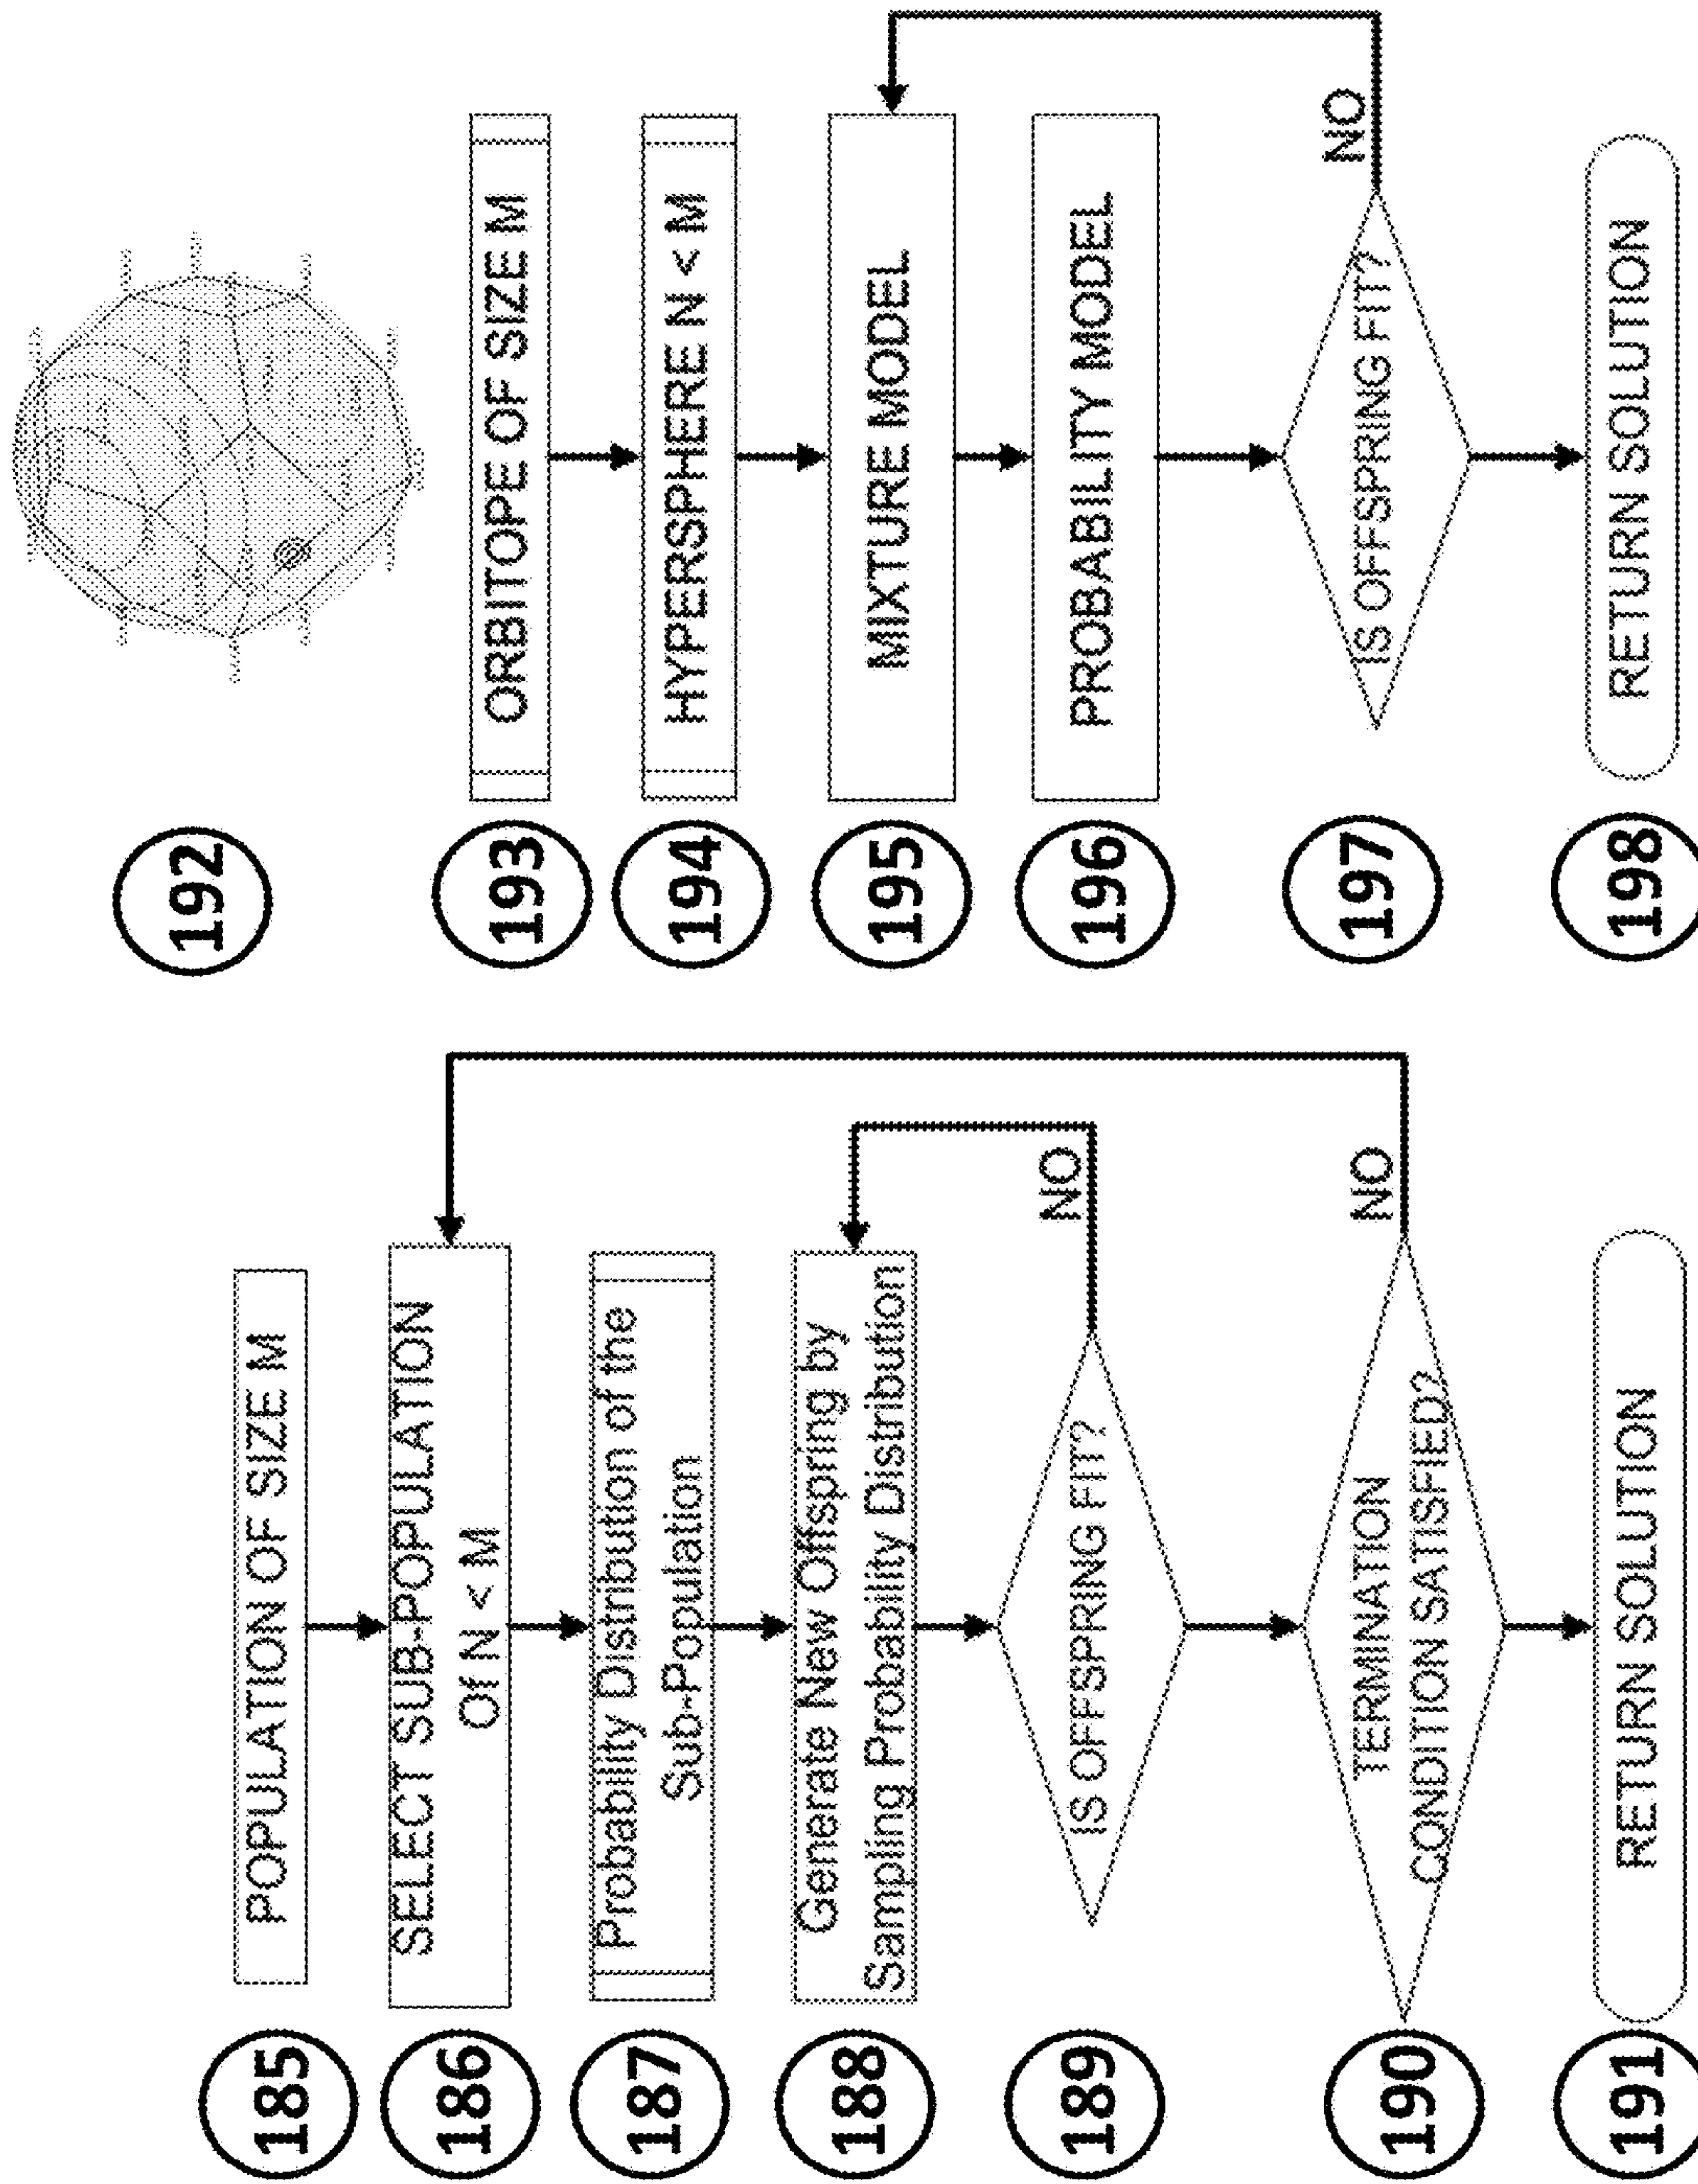 185
POPULATION OF SIZE M
186
SELECT SUB-POPULATION
Of N < M
187
Probability Distribution of the
Sub-Population
188
Generate New Offspring by
Sampling Probability Distribution
189
IS OFFSPRING FIT?
NO
190
TERMINATION
CONDITION SATISFIED?
NO
191
RETURN SOLUTION
192
193
ORBITOPE OF SIZE M
194
HYPERSPHERE N < M
195
MIXTURE MODEL
196
PROBABILITY MODEL
197
IS OFFSPRING FIT?
NO
198
RETURN SOLUTION